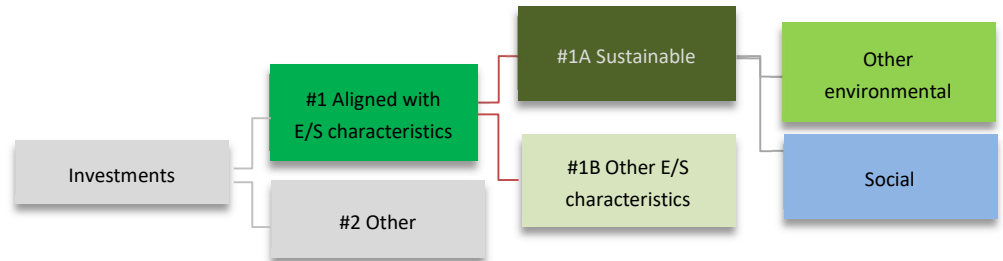 Investments
#1 Aligned with
E/S characteristics
#2 Other
#1A Sustainable
#1B Other E/S
characteristics
Other
environmental
Social